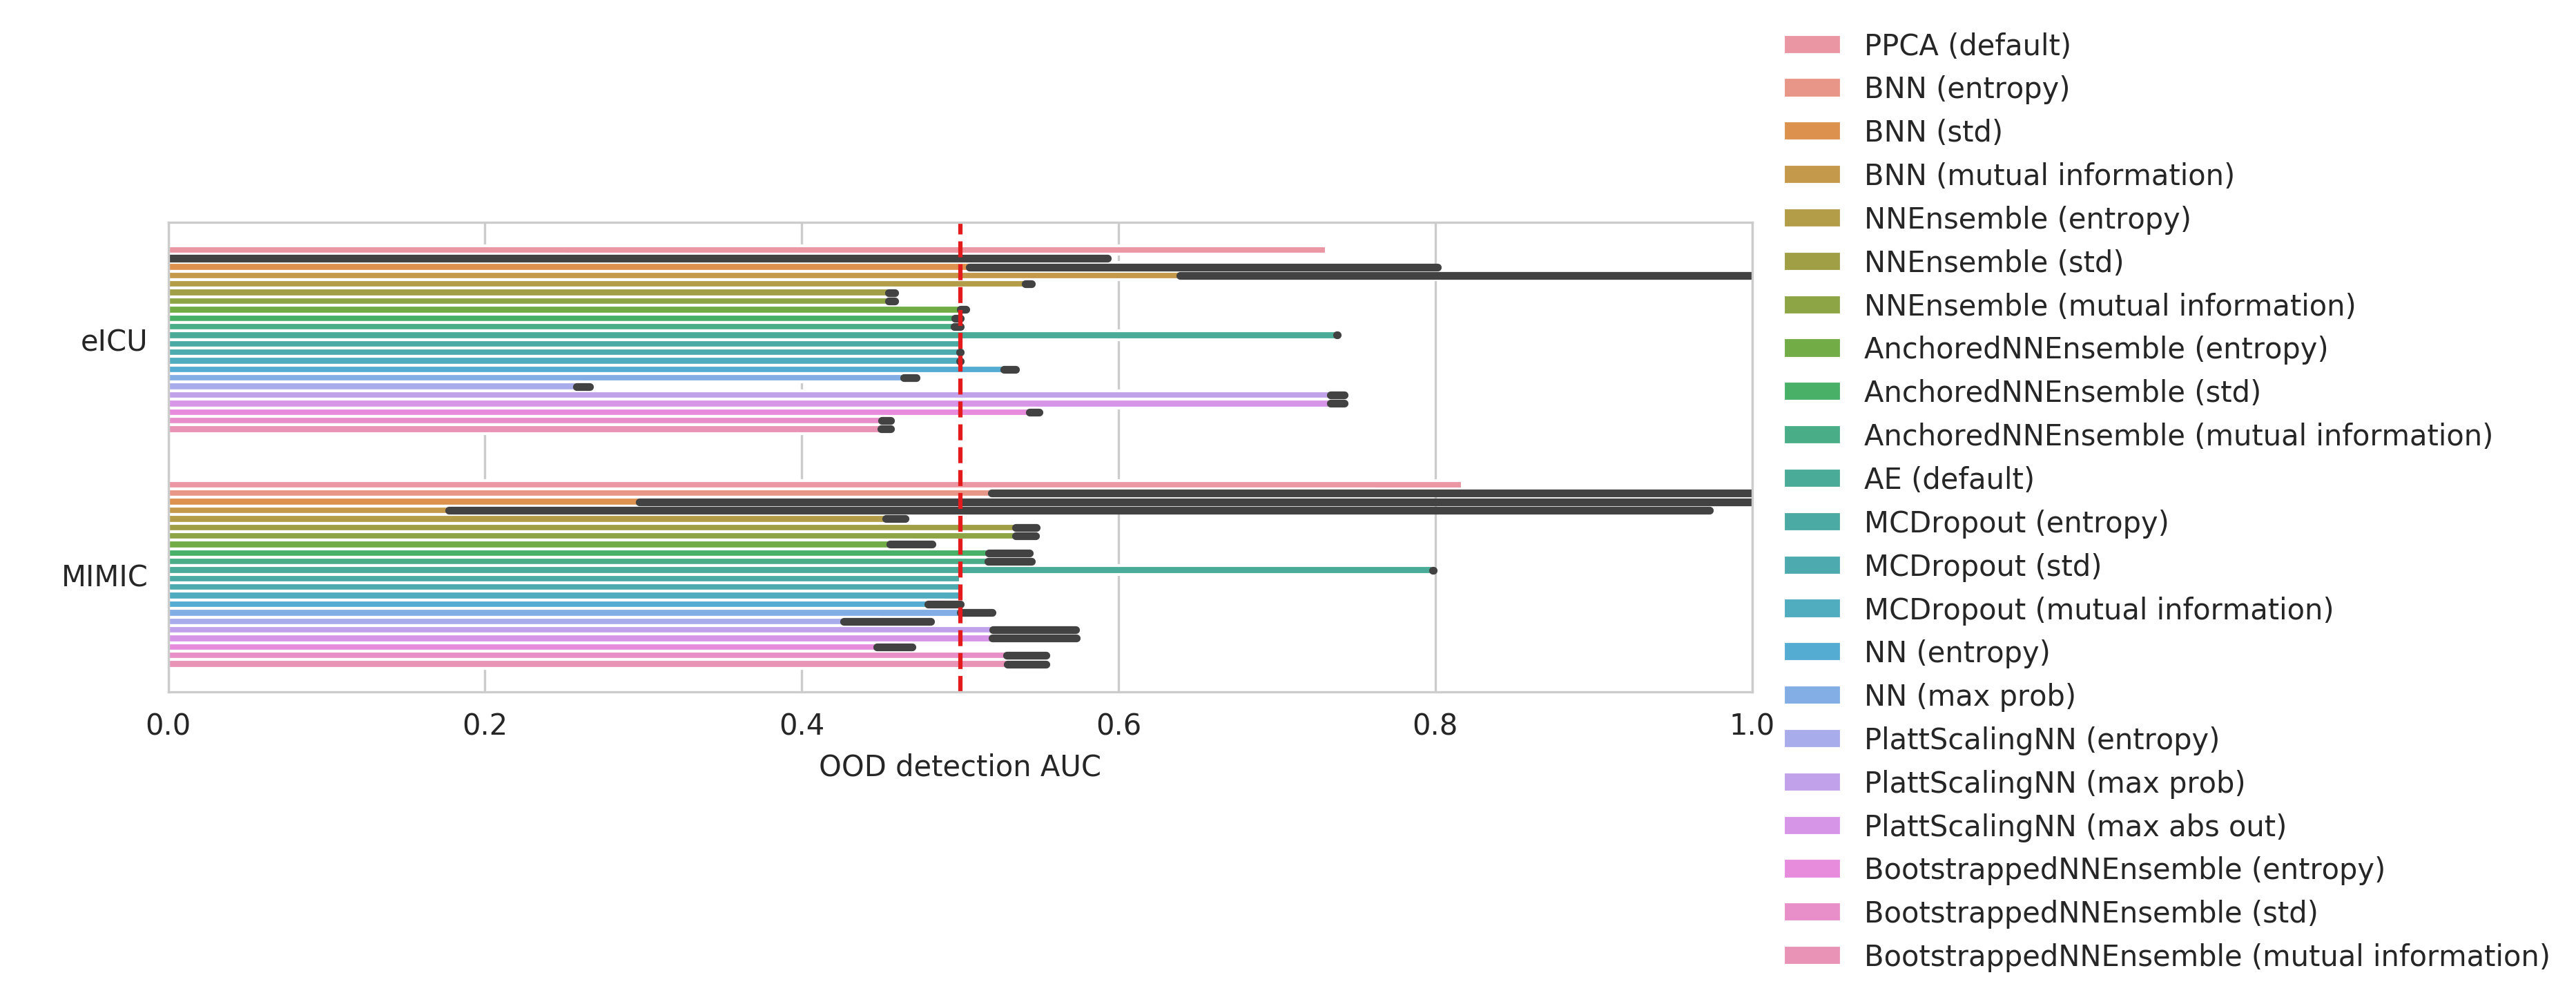 eICU
MIMIC
0.0 0.2 0.4 0.6 0.8 1.0
OOD detection AUC
PPCA (default)
BNN (entropy)
BNN (std)
BNN (mutual information)
NNEnsemble (entropy)
NNEnsemble (std)
NNEnsemble (mutual information)
AnchoredNNEnsemble (entropy)
AnchoredNNEnsemble (std)
AnchoredNNEnsemble (mutual information)
AE (default)
MCDropout (entropy)
MCDropout (std)
MCDropout (mutual information)
NN (entropy)
NN (max prob)
PlattScalingNN (entropy)
PlattScalingNN (max prob)
PlattScalingNN (max abs out)
BootstrappedNNEnsemble (entropy)
BootstrappedNNEnsemble (std)
BootstrappedNNEnsemble (mutual information)